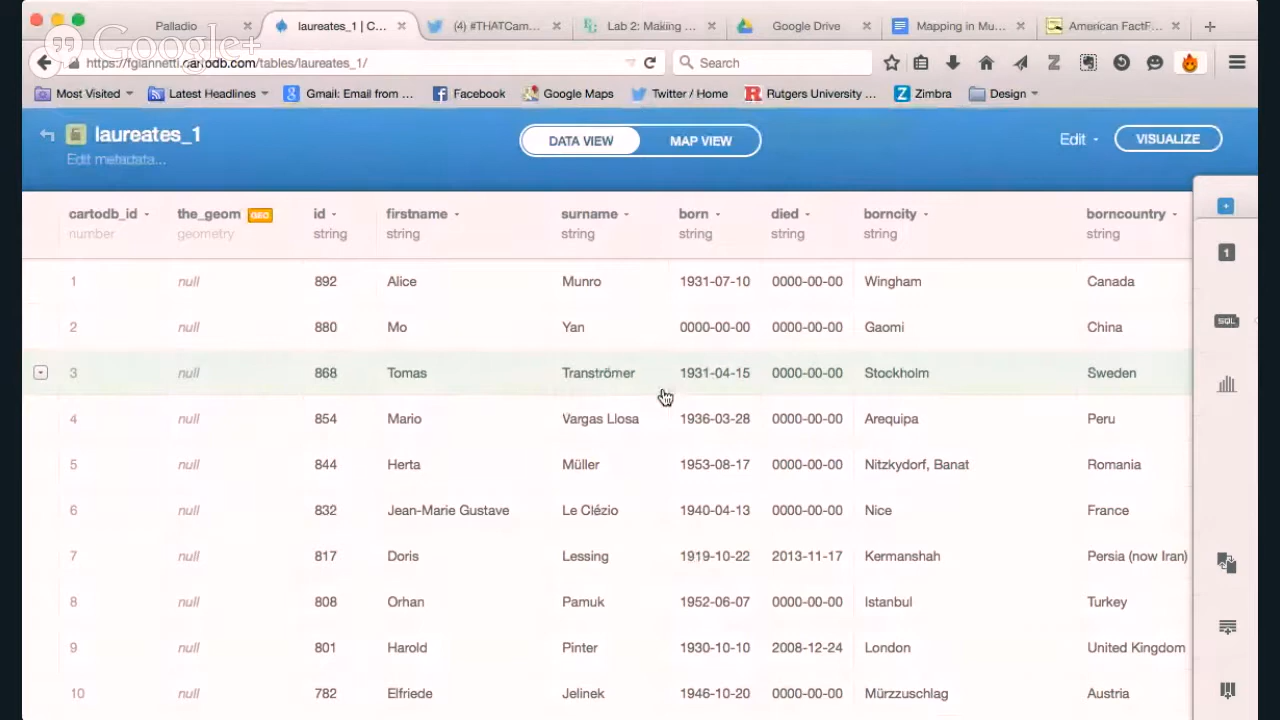 Palladio × laureates_1 | C... × (4) #THATCam... × Lab 2: Making ... × Google Drive × Mapping in Mu... × American FactF... × +
Google+
https://fgiannetti.cartodb.com/tables/laureates_1/ Search
Most Visited Latest Headlines Gmail: Email from ... Facebook Google Maps Twitter / Home Rutgers University ... Zimbra Design
laureates_1 DATA VIEW MAP VIEW Edit VISUALIZE
Edit metadata...
cartodb_id the_geom GEO id firstname surname born died borncity borncountry
number geometry string string string string string string string
1 null 892 Alice Munro 1931-07-10 0000-00-00 Wingham Canada
2 null 880 Mo Yan 0000-00-00 0000-00-00 Gaomi China
3 null 868 Tomas Tranströmer 1931-04-15 0000-00-00 Stockholm Sweden
4 null 854 Mario Vargas Llosa 1936-03-28 0000-00-00 Arequipa Peru
5 null 844 Herta Müller 1953-08-17 0000-00-00 Nitzkydorf, Banat Romania
6 null 832 Jean-Marie Gustave Le Clézio 1940-04-13 0000-00-00 Nice France
7 null 817 Doris Lessing 1919-10-22 2013-11-17 Kermanshah Persia (now Iran)
8 null 808 Orhan Pamuk 1952-06-07 0000-00-00 Istanbul Turkey
9 null 801 Harold Pinter 1930-10-10 2008-12-24 London United Kingdom
10 null 782 Elfriede Jelinek 1946-10-20 0000-00-00 Mürzzuschlag Austria
1
SQL